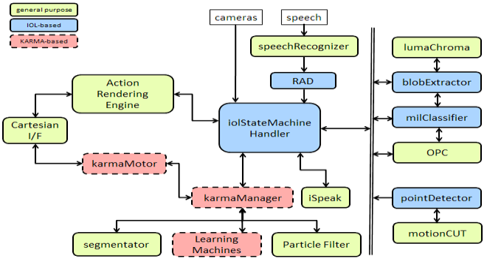 general purpose
IOL-based
KARMA-based
cameras
speech
speechRecognizer
RAD
Action
Rendering
Engine
Cartesian
I/F
iolStateMachine
Handler
karmaMotor
karmaManager
iSpeak
segmentator
Learning
Machines
Particle Filter
lumaChroma
blobExtractor
milClassifier
OPC
pointDetector
motionCUT